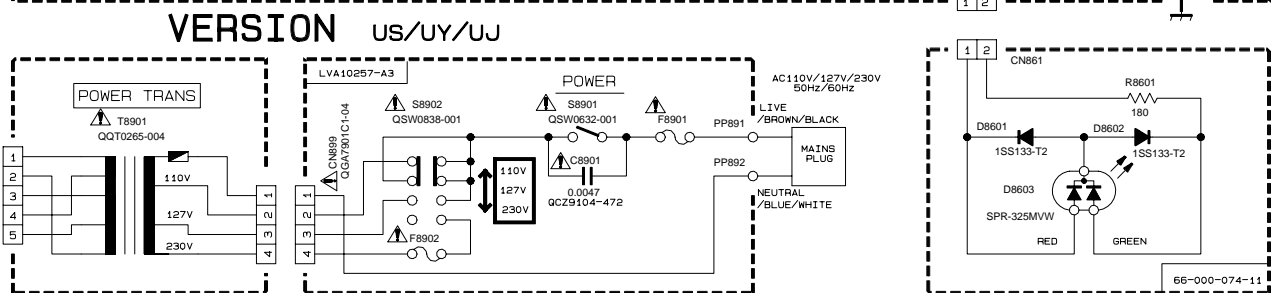 1 2
VERSION US/UY/UJ
POWER TRANS
T8901
QQT0265-004
1
2
3
4
5
110V
127V
230V
1
2
3
4
LVA10257-A3
CN899
QGA7901C1-04
1
2
3
4
S8902
QSW0838-001
POWER
S8901
QSW0632-001
F8901
C8901
0.0047
QCZ9104-472
110V
127V
230V
F8902
PP891
PP892
AC110V/127V/230V
50Hz/60Hz
LIVE
/BROWN/BLACK
MAINS
PLUG
NEUTRAL
/BLUE/WHITE
1 2
CN861
R8601
180
D8601
1SS133-T2
D8602
1SS133-T2
D8603
SPR-325MVW
RED
GREEN
66-000-074-11